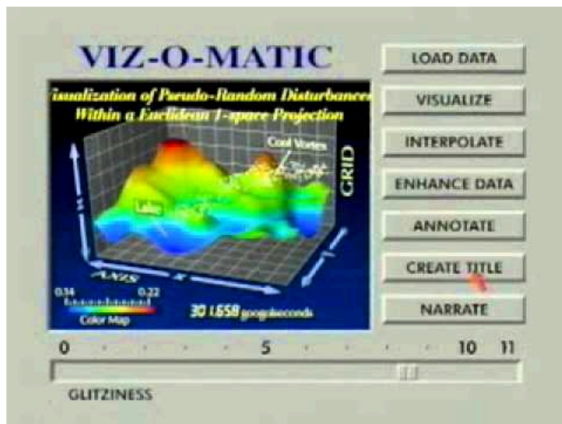 VIZ-O-MATIC
isualization of Pseudo-Random Disturbances
Within a Euclidean 1-space Projection
Cool Vortex
GRID
Lake
Z
Y
X
AXIS
0.14 0.22
Color Map
301.658 googolseconds
LOAD DATA
VISUALIZE
INTERPOLATE
ENHANCE DATA
ANNOTATE
CREATE TITLE
NARRATE
0 5 10 11
GLITZINESS